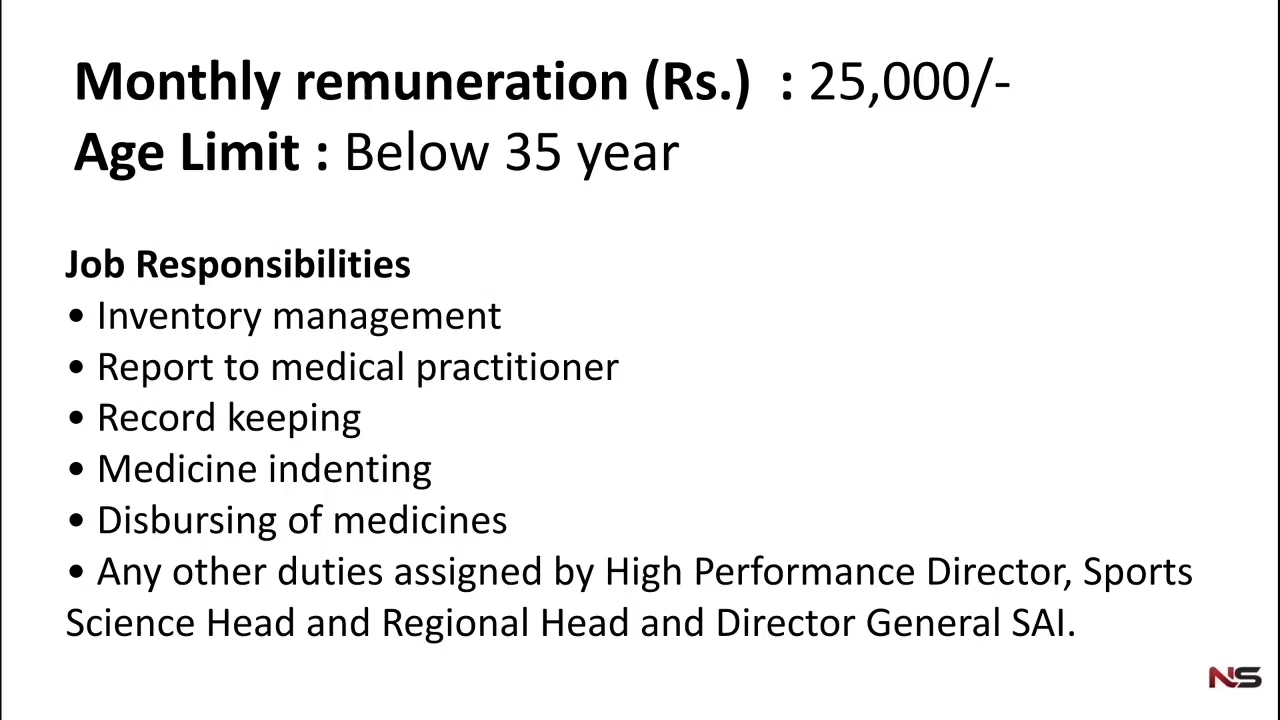 Monthly remuneration (Rs.) : 25,000/-
Age Limit : Below 35 year
Job Responsibilities
• Inventory management
• Report to medical practitioner
• Record keeping
• Medicine indenting
• Disbursing of medicines
• Any other duties assigned by High Performance Director, Sports
Science Head and Regional Head and Director General SAI.
NS